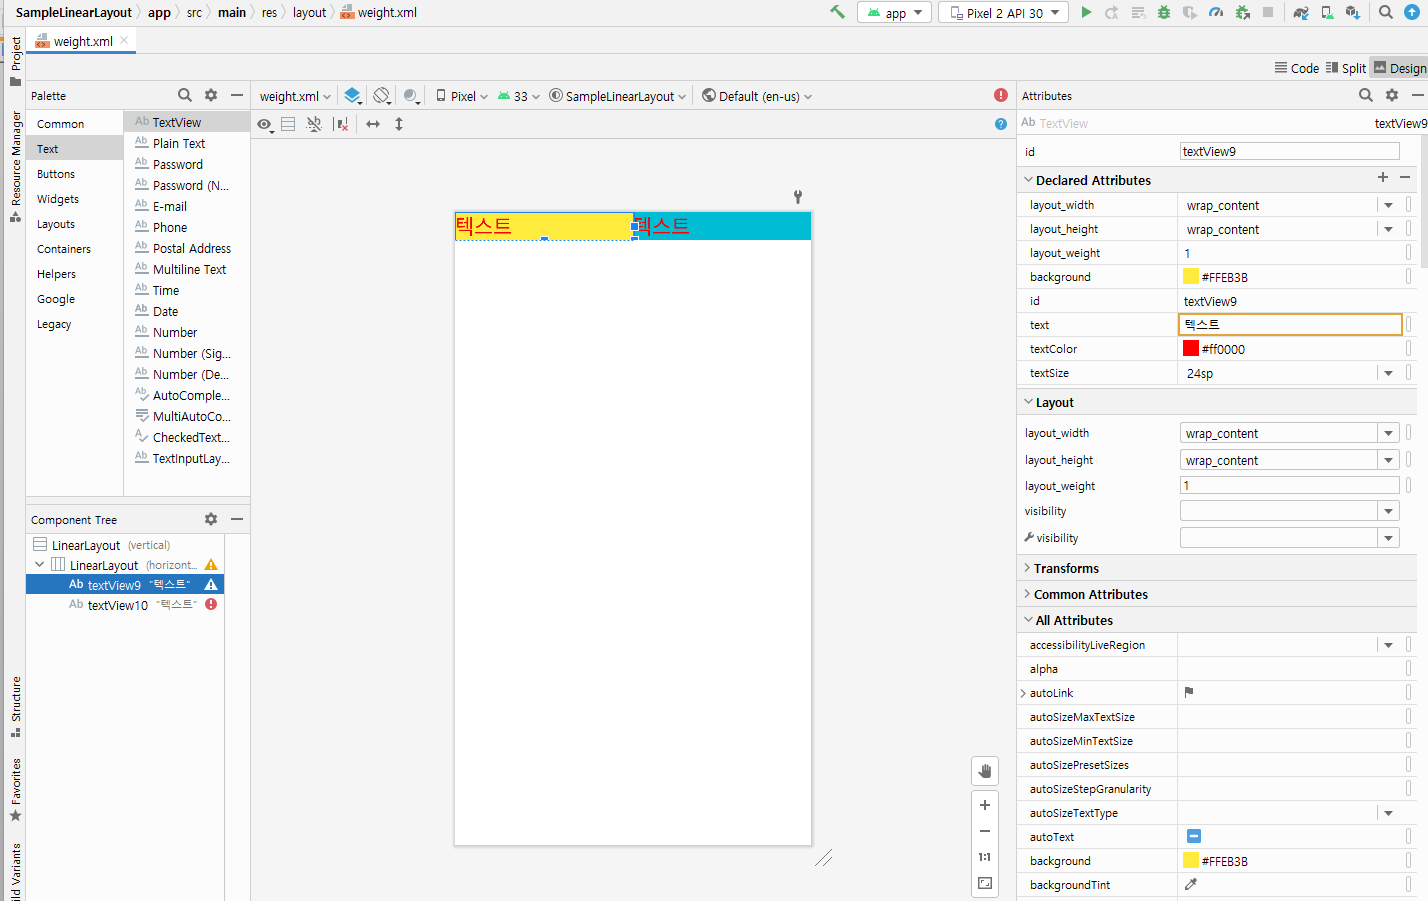 SampleLinearLayout app src main res layout weight.xml app Pixel 2 API 30
weight.xml
Code Split Design
Project
Resource Manager
Structure
Favorites
ild Variants
Palette
Common
Text
Buttons
Widgets
Layouts
Containers
Helpers
Google
Legacy
Ab TextView
Ab Plain Text
Ab Password
Ab Password (N...
Ab E-mail
Ab Phone
Ab Postal Address
Ab Multiline Text
Ab Time
Ab Date
Ab Number
Ab Number (Sig...
Ab Number (De...
Ab AutoComple...
MultiAutoCo...
A CheckedText...
Ab TextInputLay...
Component Tree
LinearLayout (vertical)
LinearLayout (horizont...
Ab textView9 "텍스트"
Ab textView10 "텍스트"
weight.xml Pixel 33 SampleLinearLayout Default (en-us)
텍스트 텍스트
1:1
Attributes
Ab TextView textView9
id textView9
Declared Attributes
layout_width wrap_content
layout_height wrap_content
layout_weight 1
background #FFEB3B
id textView9
text 텍스트
textColor #ff0000
textSize 24sp
Layout
layout_width wrap_content
layout_height wrap_content
layout_weight 1
visibility
visibility
Transforms
Common Attributes
All Attributes
accessibilityLiveRegion
alpha
autoLink
autoSizeMaxTextSize
autoSizeMinTextSize
autoSizePresetSizes
autoSizeStepGranularity
autoSizeTextType
autoText
background #FFEB3B
backgroundTint